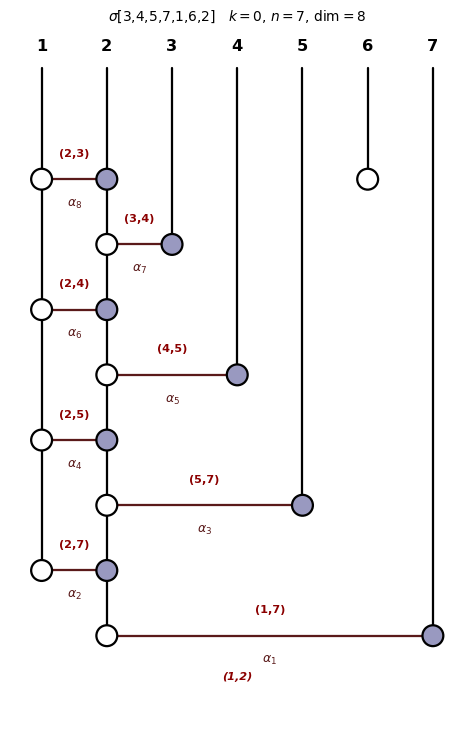 σ[3,4,5,7,1,6,2] k = 0, n = 7, dim = 8
1 2 3 4 5 6 7
(2,3)
α₈
(3,4)
α₇
(2,4)
α₆
(4,5)
α₅
(2,5)
α₄
(5,7)
α₃
(2,7)
α₂
(1,7)
α₁
(1,2)